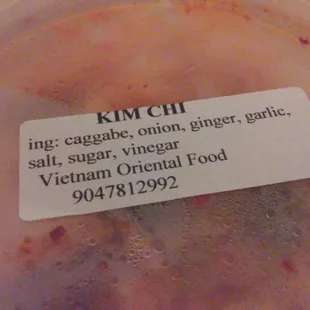 KIM CHI
ing: caggabe, onion, ginger, garlic,
salt, sugar, vinegar
Vietnam Oriental Food
9047812992